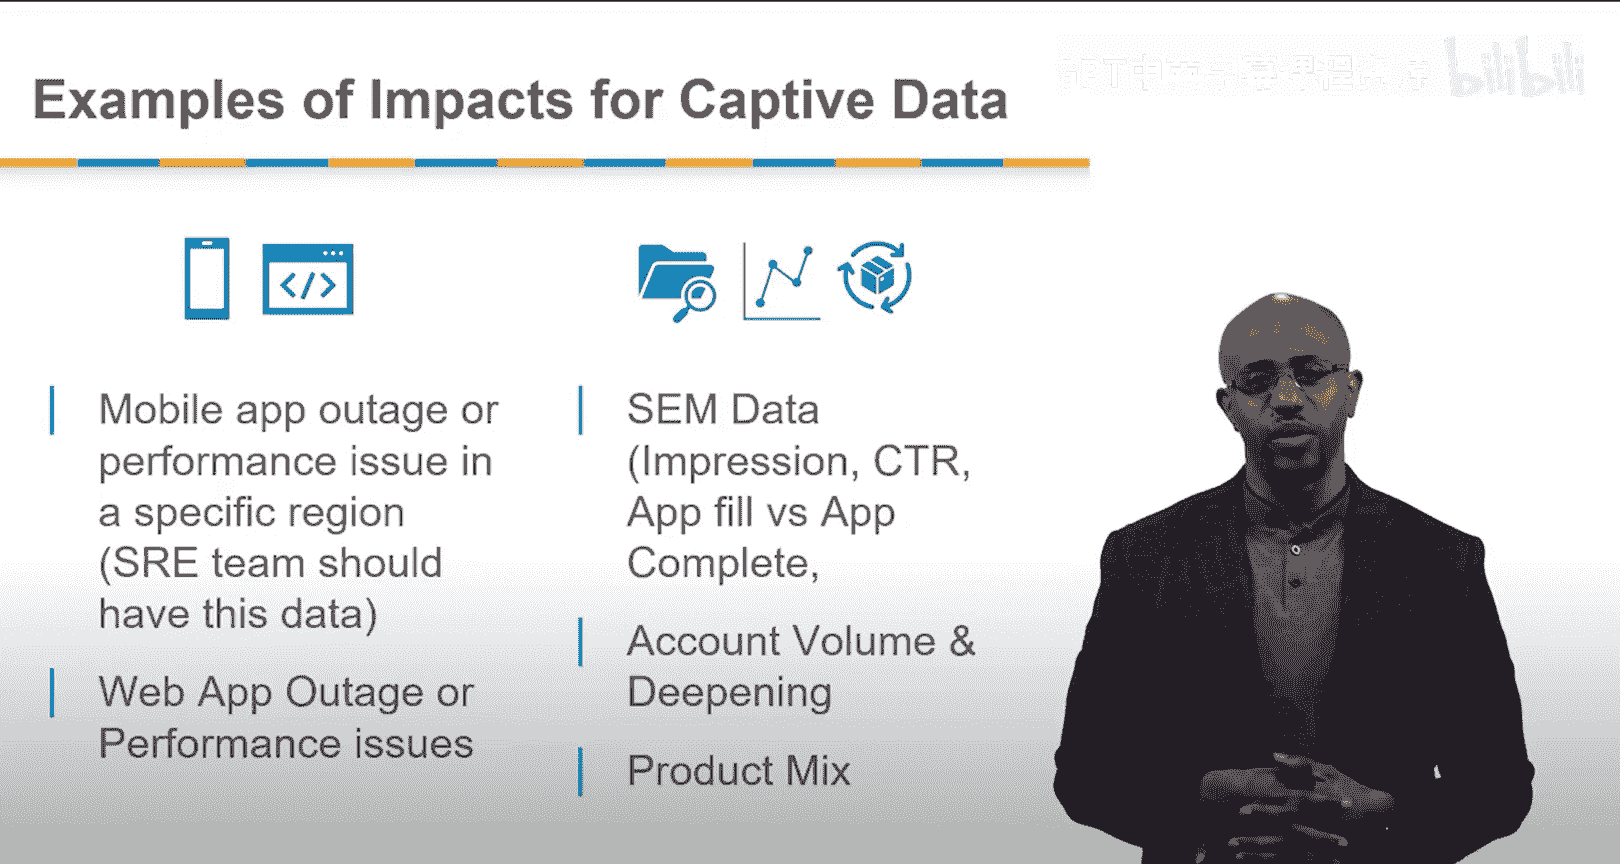 Examples of Impacts for Captive Data
Mobile app outage or
performance issue in
a specific region
(SRE team should
have this data)
Web App Outage or
Performance issues
SEM Data
(Impression, CTR,
App fill vs App
Complete,
Account Volume &
Deepening
Product Mix
</>
bilibili